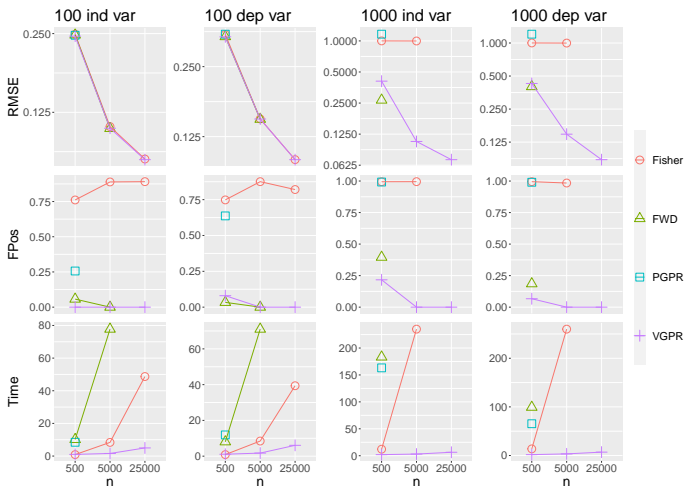 100 ind var
100 dep var
1000 ind var
1000 dep var
RMSE
0.250
0.125
0.250
0.125
1.0000
0.5000
0.2500
0.1250
0.0625
1.000
0.500
0.250
0.125
FPos
0.75
0.50
0.25
0.00
0.75
0.50
0.25
0.00
1.00
0.75
0.50
0.25
0.00
1.00
0.75
0.50
0.25
0.00
Time
80
60
40
20
0
60
40
20
0
200
150
100
50
0
200
100
0
500 5000 25000
500 5000 25000
500 5000 25000
500 5000 25000
n
n
n
n
Fisher
FWD
PGPR
VGPR